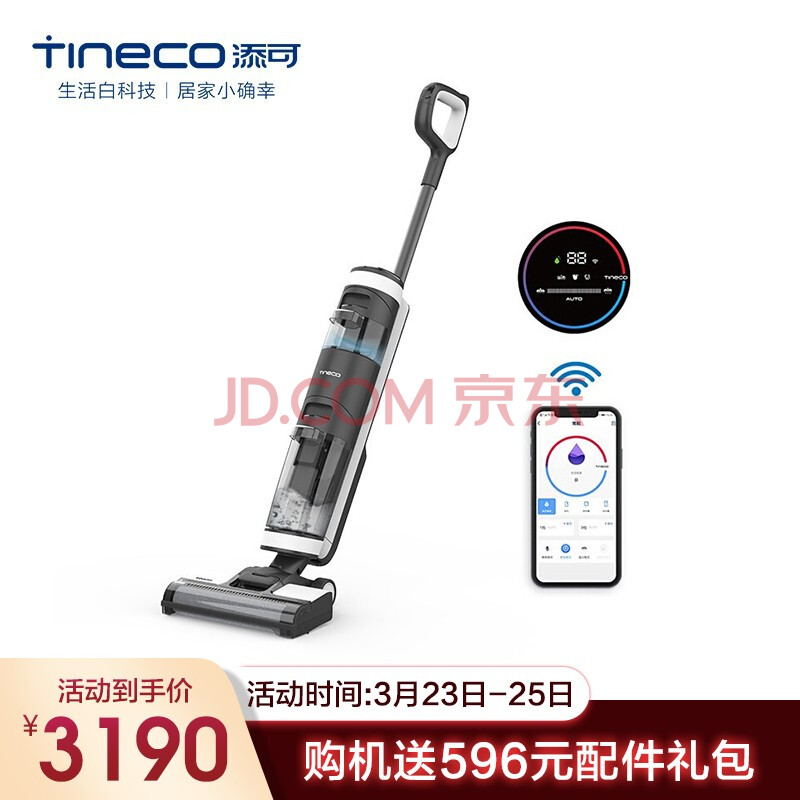 TINECO添可
生活白科技 | 居家小确幸
88
TINECO
AUTO
TINECO
JD.COM 京东
TINECO
TINECO
活动到手价
¥3190
活动时间:3月23日-25日
购机送596元配件礼包